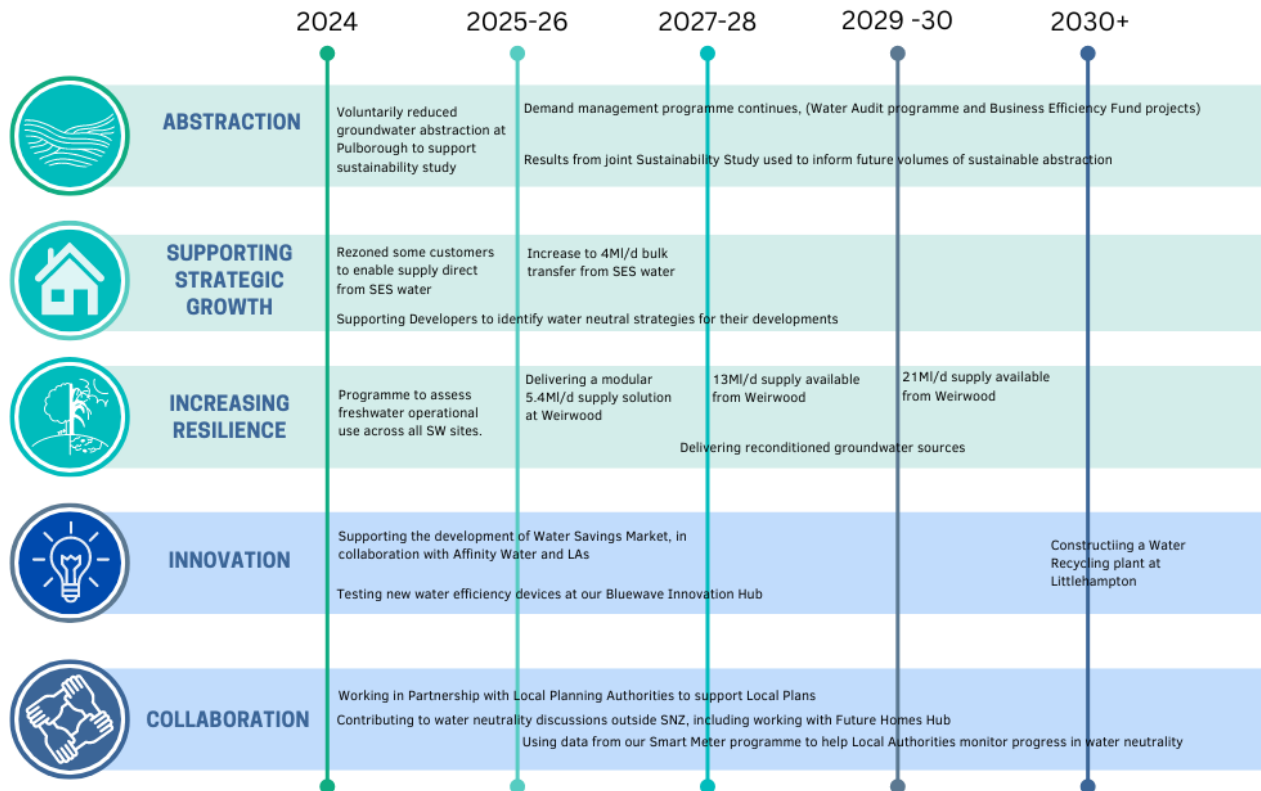 2024
2025-26
2027-28
2029 -30
2030+
ABSTRACTION
Voluntarily reduced
groundwater abstraction at
Pulborough to support
sustainability study
Demand management programme continues, (Water Audit programme and Business Efficiency Fund projects)
Results from joint Sustainability Study used to inform future volumes of sustainable abstraction
SUPPORTING
STRATEGIC
GROWTH
Rezoned some customers
to enable supply direct
from SES water
Increase to 4Ml/d bulk
transfer from SES water
Supporting Developers to identify water neutral strategies for their developments
INCREASING
RESILIENCE
Programme to assess
freshwater operational
use across all SW sites.
Delivering a modular
5.4Ml/d supply solution
at Weirwood
13Ml/d supply available
from Weirwood
21Ml/d supply available
from Weirwood
Delivering reconditioned groundwater sources
INNOVATION
Supporting the development of Water Savings Market, in
collaboration with Affinity Water and LAs
Testing new water efficiency devices at our Bluewave Innovation Hub
Constructiing a Water
Recycling plant at
Littlehampton
COLLABORATION
Working in Partnership with Local Planning Authorities to support Local Plans
Contributing to water neutrality discussions outside SNZ, including working with Future Homes Hub
Using data from our Smart Meter programme to help Local Authorities monitor progress in water neutrality